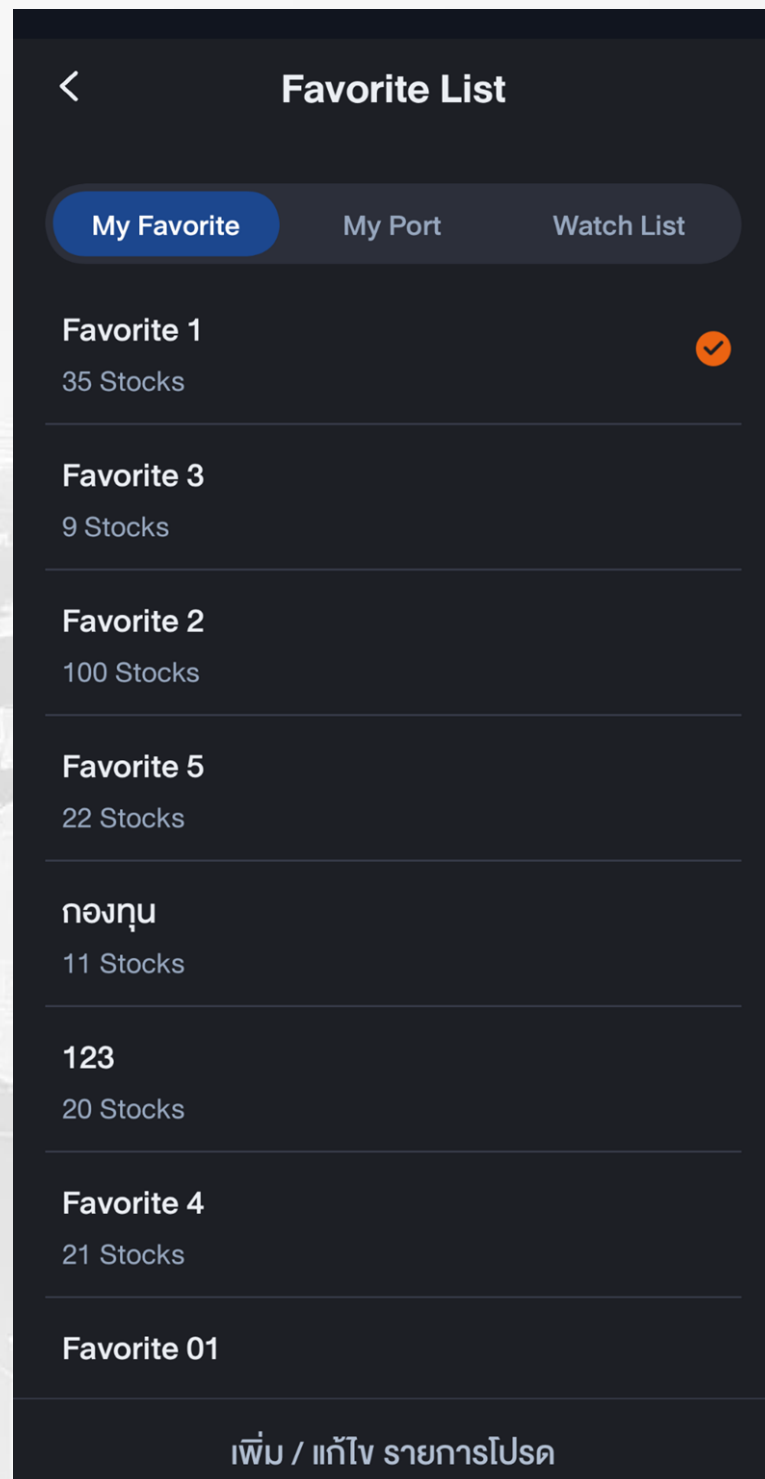 Favorite List
My Favorite My Port Watch List
Favorite 1
35 Stocks
Favorite 3
9 Stocks
Favorite 2
100 Stocks
Favorite 5
22 Stocks
กองทุน
11 Stocks
123
20 Stocks
Favorite 4
21 Stocks
Favorite 01
เพิ่ม / แก้ไข รายการโปรด